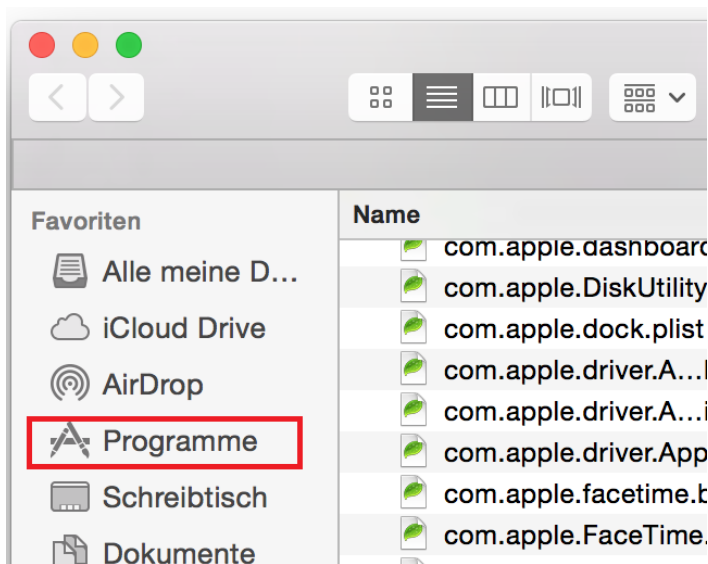 Favoriten
Alle meine D...
iCloud Drive
AirDrop
Programme
Schreibtisch
Dokumente
Name
com.apple.dashboard
com.apple.DiskUtility
com.apple.dock.plist
com.apple.driver.A...
com.apple.driver.A...i
com.apple.driver.App
com.apple.facetime.b
com.apple.FaceTime.